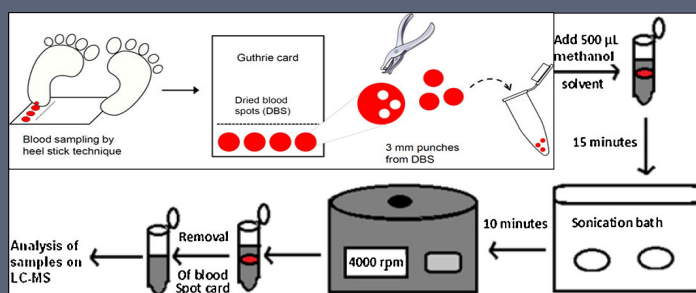 Guthrie card
Dried blood
spots (DBS)
Blood sampling by
heel stick technique
3 mm punches
from DBS
Add 500 µL
methanol
solvent
15 minutes
Sonication bath
10 minutes
4000 rpm
Removal
Of blood
Spot card
Analysis of
samples on
LC-MS